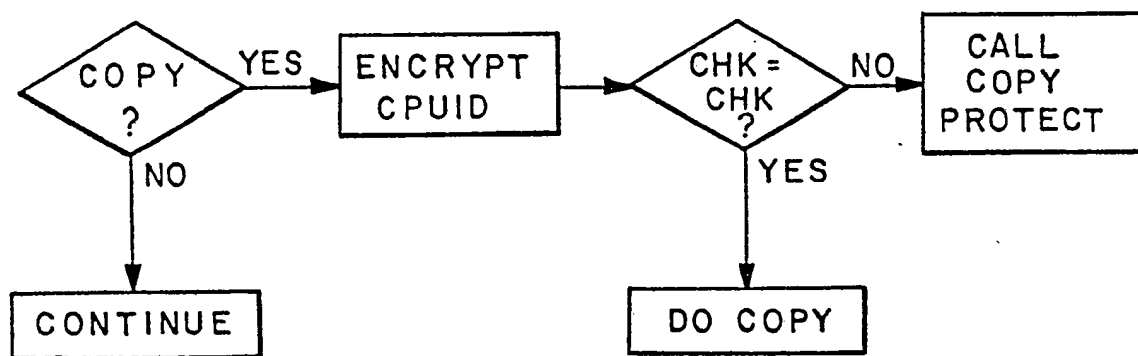 COPY
?
YES
NO
CONTINUE
ENCRYPT
CPUID
CHK =
CHK
?
NO
YES
DO COPY
CALL
COPY
PROTECT